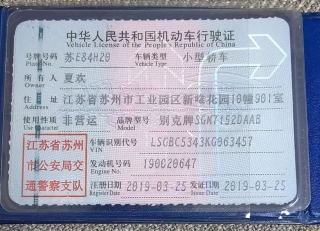 中华人民共和国机动车行驶证
Vehicle License of the People's Republic of China
号牌号码 苏E84H20 车辆类型 小型轿车
Plate No. Vehicle Type
所有人 夏欢
Owner
住址 江苏省苏州市工业园区新唛花园10幢901室
Address
使用性质 非营运 品牌型号 别克牌SGK7152DAAB
Use Character
江苏省苏州 车辆识别代号 LSGBC5343KG063457
VIN
市公安局交 发动机号码 190020647
Engine No.
通警察支队 注册日期 2019-03-25 发证日期 2019-03-25
Register Date Issue Date